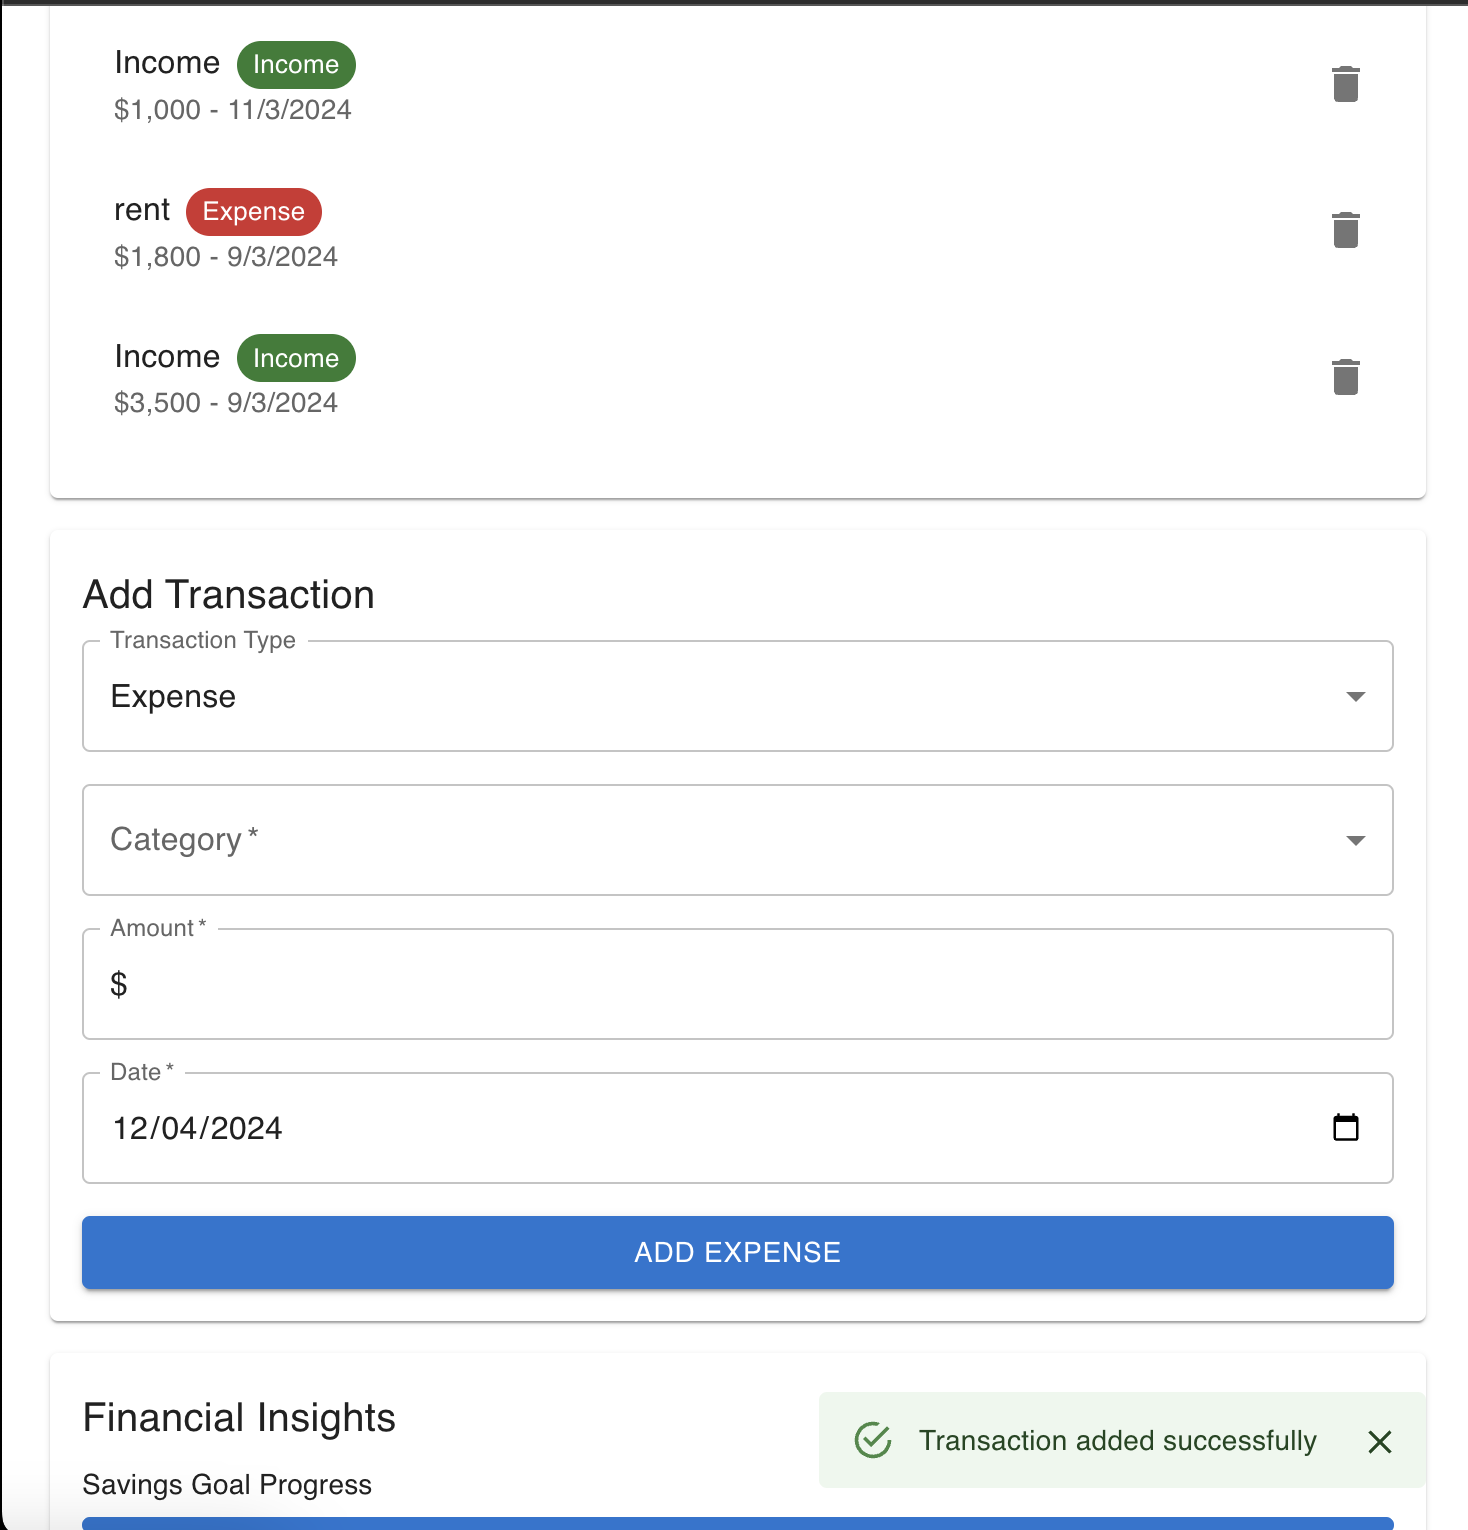 Income Income
$1,000 - 11/3/2024
rent Expense
$1,800 - 9/3/2024
Income Income
$3,500 - 9/3/2024
Add Transaction
Transaction Type
Expense
Category *
Amount *
$
Date *
12/04/2024
ADD EXPENSE
Financial Insights
Transaction added successfully
Savings Goal Progress